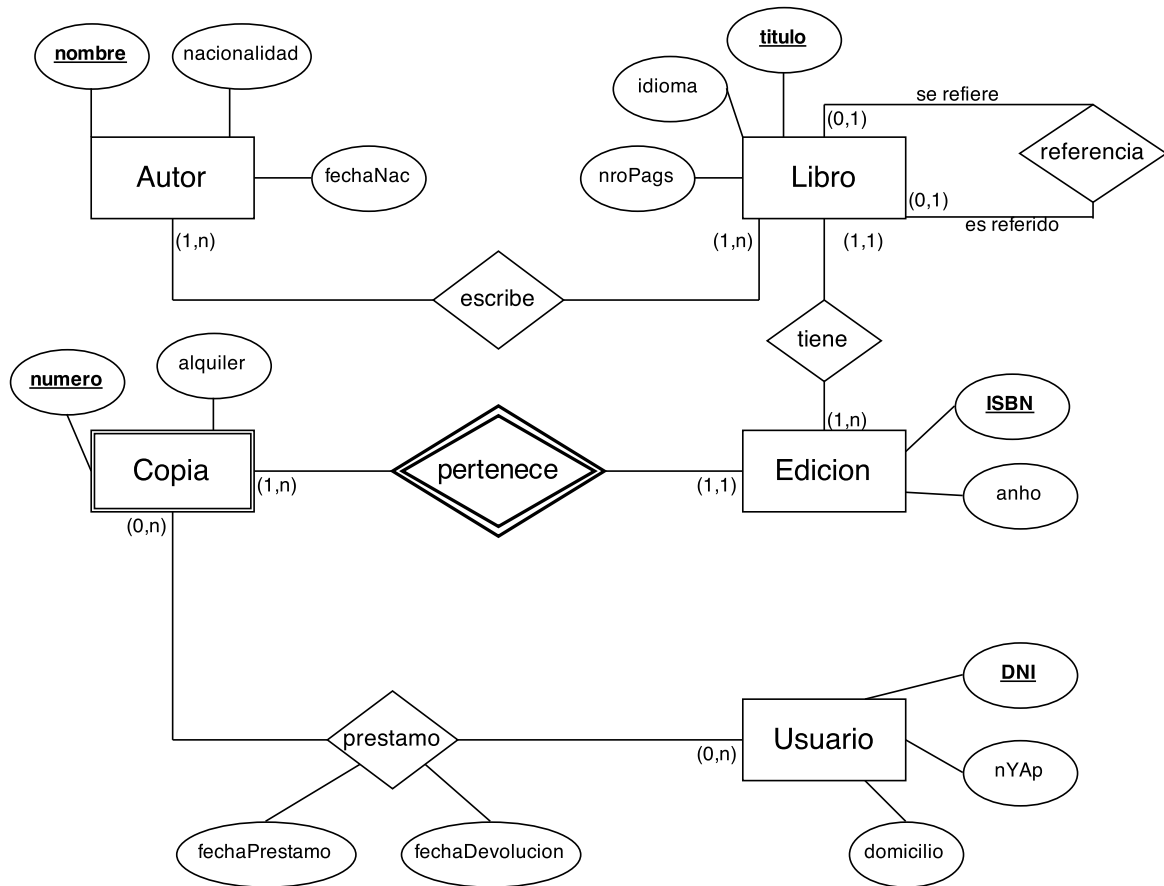 nombre
nacionalidad
fechaNac
Autor
(1,n)
titulo
idioma
nroPags
Libro
(0,1)
se refiere
referencia
(0,1)
es referido
(1,n)
(1,1)
escribe
tiene
numero
alquiler
Copia
(1,n)
(0,n)
pertenece
(1,n)
ISBN
Edicion
(1,1)
anho
prestamo
fechaPrestamo
fechaDevolucion
(0,n)
Usuario
DNI
nYAp
domicilio